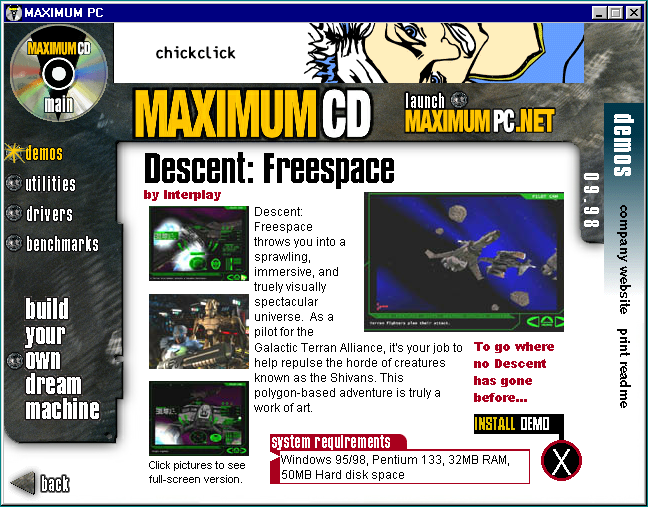 MAXIMUM PC
MAXIMUM CD
main
chickclick
MAXIMUM CD
launch
MAXIMUM PC.NET
demos
utilities
drivers
benchmarks
build
your
own
dream
machine
back
Descent: Freespace
by Interplay
Descent:
Freespace
throws you into a
sprawling,
immersive, and
truely visually
spectacular
universe. As a
pilot for the
Galactic Terran Alliance, it's your job to
help repulse the horde of creatures
known as the Shivans. This
polygon-based adventure is truly a
work of art.
Terran fighters plan their attack.
To go where
no Descent
has gone
before...
INSTALL DEMO
X
Click pictures to see
full-screen version.
system requirements
Windows 95/98, Pentium 133, 32MB RAM,
50MB Hard disk space
09.98
demos
company website
print readme